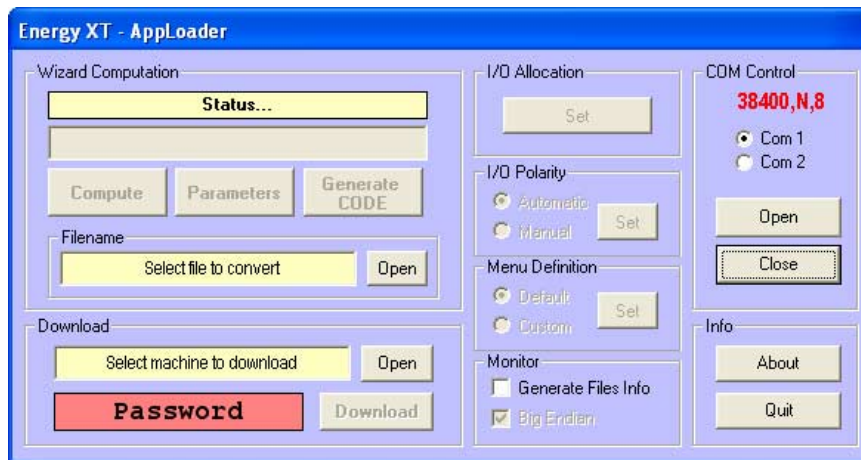 Energy XT - AppLoader
Wizard Computation
Status...
Compute
Parameters
Generate
CODE
Filename
Select file to convert
Open
Download
Select machine to download
Open
Password
Download
I/O Allocation
Set
I/O Polarity
Automatic
Manual
Set
Menu Definition
Default
Custom
Set
Monitor
Generate Files Info
Big Endian
COM Control
38400,N,8
Com 1
Com 2
Open
Close
Info
About
Quit